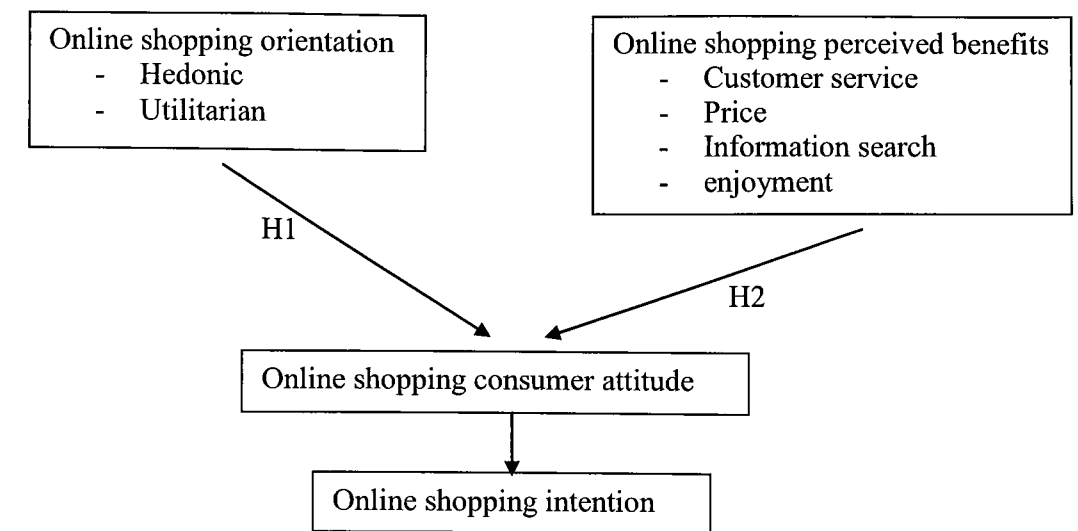 Online shopping orientation
- Hedonic
- Utilitarian
Online shopping perceived benefits
- Customer service
- Price
- Information search
- enjoyment
H1
H2
Online shopping consumer attitude
Online shopping intention